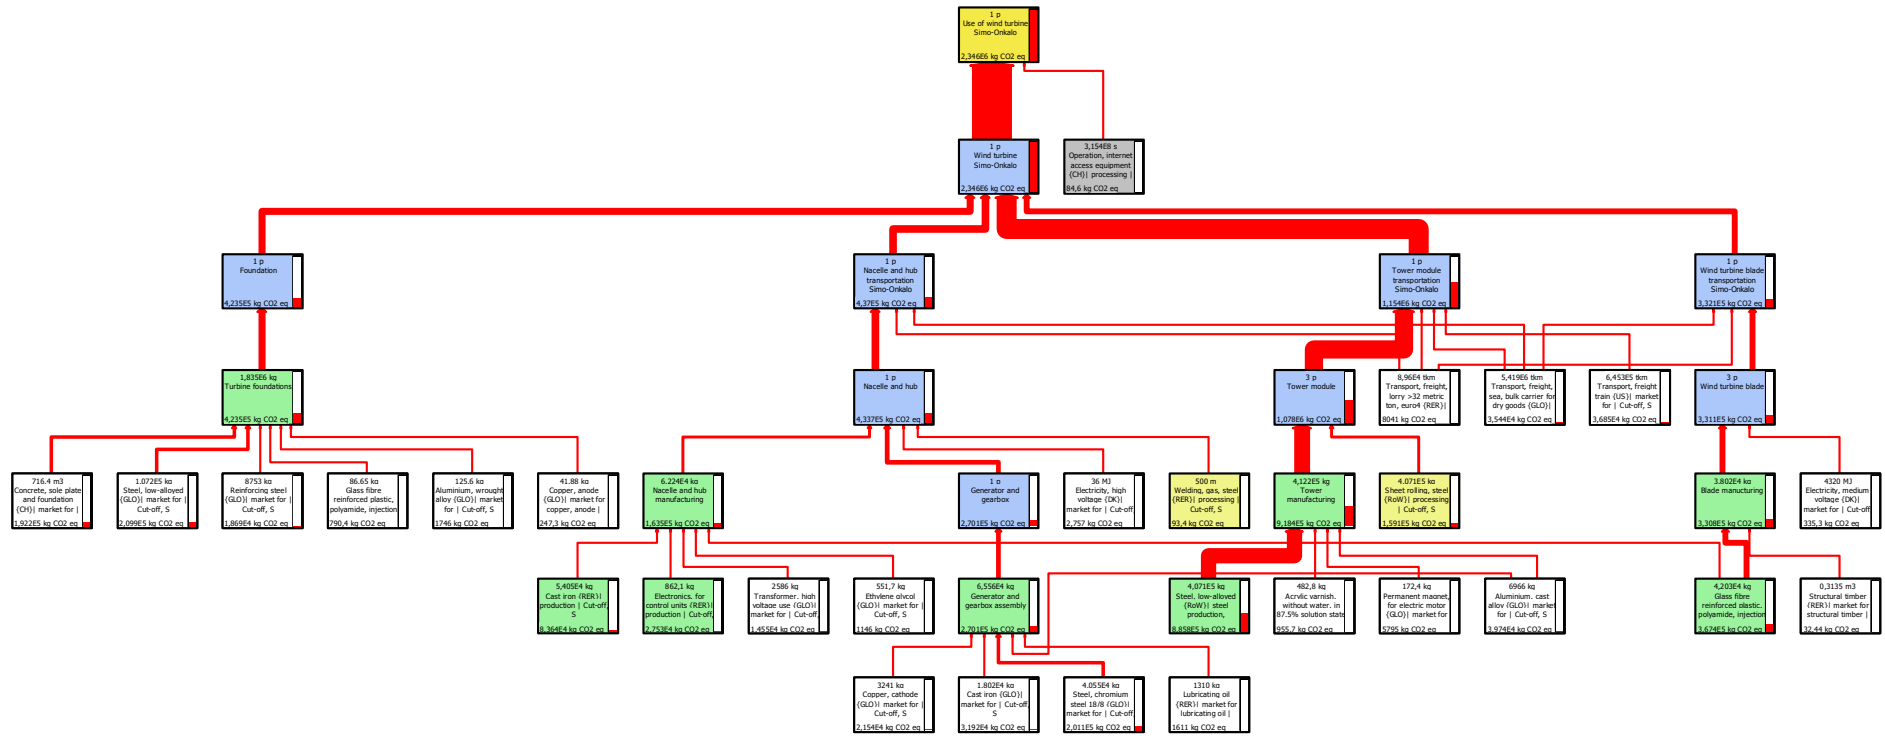 1 p
Use of wind turbine
Simo-Onkalo
2,346E6 kg CO2 eq
1 p
Wind turbine
Simo-Onkalo
2,346E6 kg CO2 eq
3,154E8 s
Operation, internet
access equipment
{CH}| processing |
84,6 kg CO2 eq
1 p
Foundation
4,235E5 kg CO2 eq
1 p
Nacelle and hub
transportation
Simo-Onkalo
4,37E5 kg CO2 eq
1 p
Tower module
transportation
Simo-Onkalo
1,154E6 kg CO2 eq
1 p
Wind turbine blade
transportation
Simo-Onkalo
3,321E5 kg CO2 eq
1,835E6 kg
Turbine foundations
4,235E5 kg CO2 eq
1 p
Nacelle and hub
4,337E5 kg CO2 eq
3 p
Tower module
1,078E6 kg CO2 eq
8,96E4 tkm
Transport, freight,
lorry >32 metric
ton, euro4 {RER}|
8041 kg CO2 eq
5,419E6 tkm
Transport, freight,
sea, bulk carrier for
dry goods {GLO}|
3,544E4 kg CO2 eq
6,453E5 tkm
Transport, freight
train {US}| market
for | Cut-off, S
3,685E4 kg CO2 eq
3 p
Wind turbine blade
3,311E5 kg CO2 eq
716.4 m3
Concrete, sole plate
and foundation
{CH}| market for |
1,922E5 kg CO2 eq
1.072E5 kg
Steel, low-alloyed
{GLO}| market for |
Cut-off, S
2,099E5 kg CO2 eq
8753 kg
Reinforcing steel
{GLO}| market for |
Cut-off, S
1,869E4 kg CO2 eq
86.65 kg
Glass fibre
reinforced plastic,
polyamide, injection
790,4 kg CO2 eq
125.6 kg
Aluminium, wrought
alloy {GLO}| market
for | Cut-off, S
1746 kg CO2 eq
41.88 kg
Copper, anode
{GLO}| market for
copper, anode |
247,3 kg CO2 eq
6.224E4 kg
Nacelle and hub
manufacturing
1,635E5 kg CO2 eq
1 p
Generator and
gearbox
2,701E5 kg CO2 eq
36 MJ
Electricity, high
voltage {DK}|
market for | Cut-off
2,757 kg CO2 eq
500 m
Welding, gas, steel
{RER}| processing |
Cut-off, S
93,4 kg CO2 eq
4,122E5 kg
Tower
manufacturing
9,184E5 kg CO2 eq
4.071E5 kg
Sheet rolling, steel
{RoW}| processing
| Cut-off, S
1,591E5 kg CO2 eq
3.802E4 kg
Blade manucturing
3,308E5 kg CO2 eq
4320 MJ
Electricity, medium
voltage {DK}|
market for | Cut-off
335,3 kg CO2 eq
5,405E4 kg
Cast iron {RER}|
production | Cut-off,
S
8,364E4 kg CO2 eq
862,1 kg
Electronics, for
control units {RER}|
production | Cut-off,
2,753E4 kg CO2 eq
2586 kg
Transformer, high
voltage use {GLO}|
market for | Cut-off,
1,455E4 kg CO2 eq
551,7 kg
Ethylene glycol
{GLO}| market for |
Cut-off, S
1146 kg CO2 eq
6,556E4 kg
Generator and
gearbox assembly
2,701E5 kg CO2 eq
4,071E5 kg
Steel, low-alloyed
{RoW}| steel
production,
8,858E5 kg CO2 eq
482,8 kg
Acrylic varnish,
without water, in
87.5% solution state
955,7 kg CO2 eq
172,4 kg
Permanent magnet,
for electric motor
{GLO}| market for
5795 kg CO2 eq
6966 kg
Aluminium, cast
alloy {GLO}| market
for | Cut-off, S
3,974E4 kg CO2 eq
4,203E4 kg
Glass fibre
reinforced plastic,
polyamide, injection
3,674E5 kg CO2 eq
0,3135 m3
Structural timber
{RER}| market for
structural timber |
32,44 kg CO2 eq
3241 kg
Copper, cathode
{GLO}| market for |
Cut-off, S
2,154E4 kg CO2 eq
1.802E4 kg
Cast iron {GLO}|
market for | Cut-off,
S
3,192E4 kg CO2 eq
4.055E4 kg
Steel, chromium
steel 18/8 {GLO}|
market for | Cut-off
2,011E5 kg CO2 eq
1310 kg
Lubricating oil
{RER}| market for
lubricating oil |
1611 kg CO2 eq